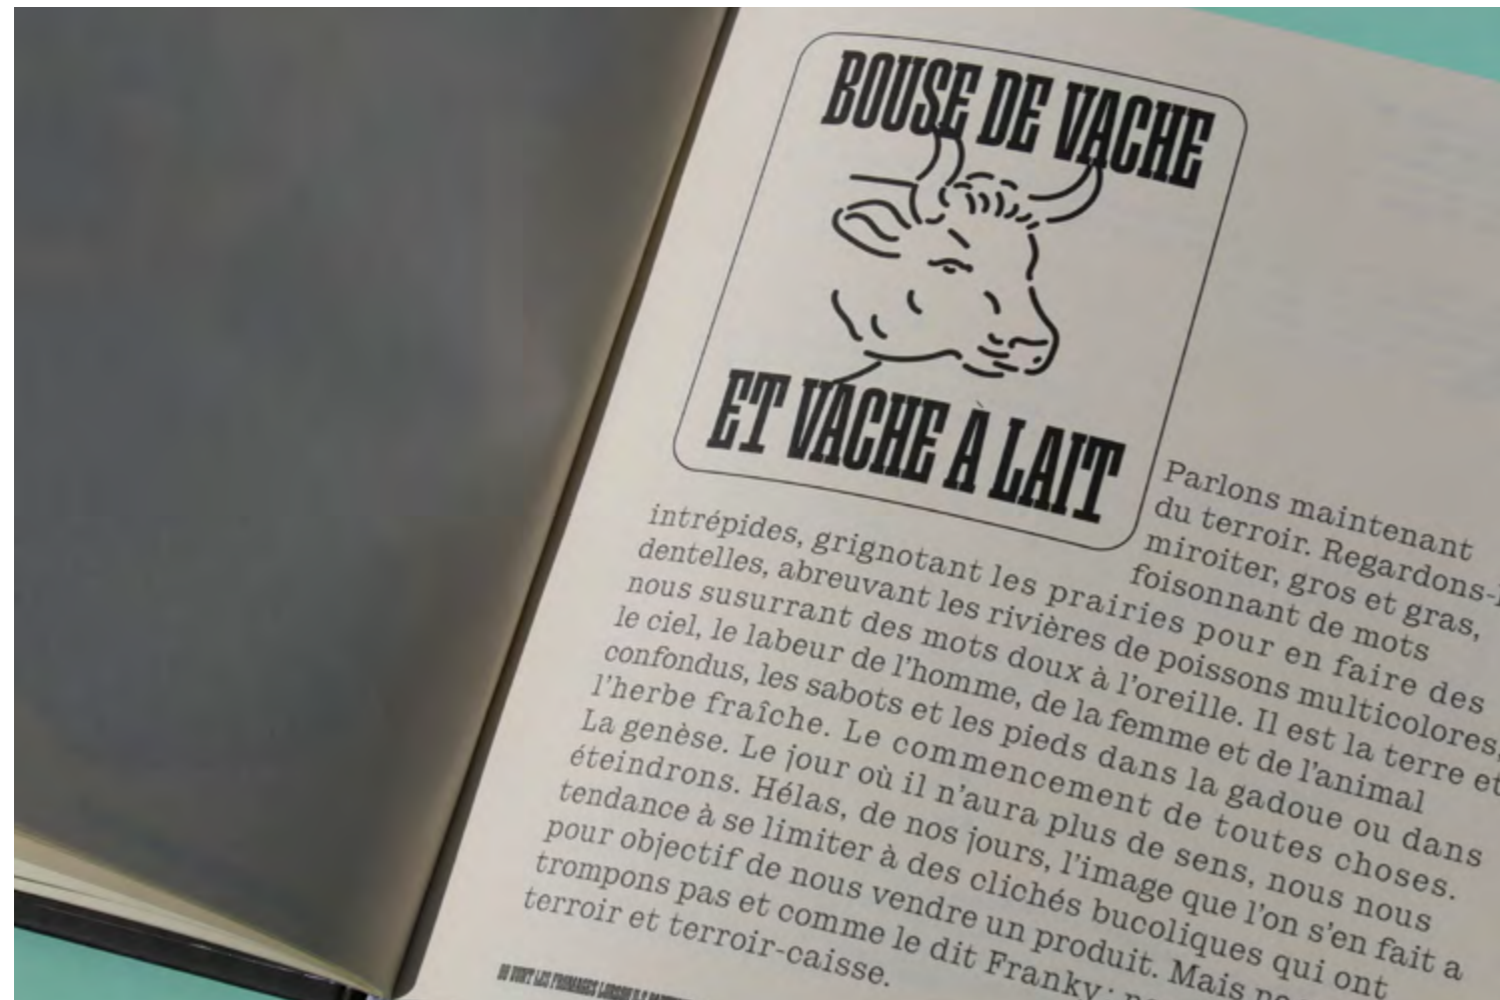 BOUSE DE VACHE
ET VACHE À LAIT
Parlons maintenant
du terroir. Regardons-
miroiter, gros et gras,
foisonnant de mots
intrépides, grignotant les prairies pour en faire des
dentelles, abreuvant les rivières de poissons multicolores,
nous susurrant des mots doux à l’oreille. Il est la terre et
le ciel, le labeur de l’homme, de la femme et de l’animal
confondus, les sabots et les pieds dans la gadoue ou dans
l’herbe fraîche. Le commencement de toutes choses.
La genèse. Le jour où il n’aura plus de sens, nous nous
éteindrons. Hélas, de nos jours, l’image que l’on s’en fait a
tendance à se limiter à des clichés bucoliques qui ont
pour objectif de nous vendre un produit. Mais
trompons pas et comme le dit Franky :
terroir et terroir-caisse.
OÙ VONT LES FROMAGES LORSQU'ILS